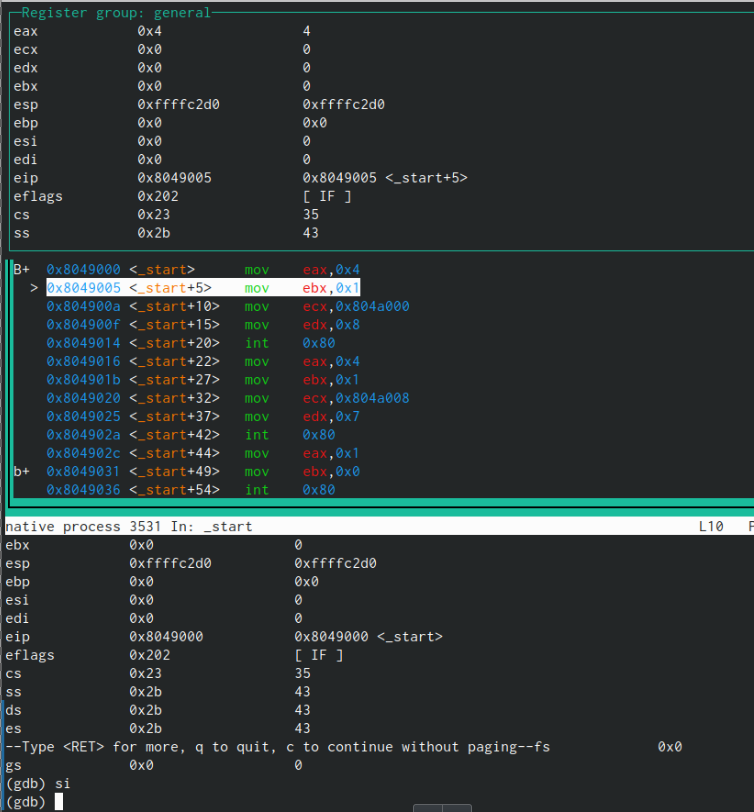 Register group: general
eax 0x4 4
ecx 0x0 0
edx 0x0 0
ebx 0x0 0
esp 0xffffc2d0 0xffffc2d0
ebp 0x0 0x0
esi 0x0 0
edi 0x0 0
eip 0x8049005 0x8049005 <_start+5>
eflags 0x202 [ IF ]
cs 0x23 35
ss 0x2b 43
B+ 0x8049000 <_start> mov eax,0x4
> 0x8049005 <_start+5> mov ebx,0x1
0x804900a <_start+10> mov ecx,0x804a000
0x804900f <_start+15> mov edx,0x8
0x8049014 <_start+20> int 0x80
0x8049016 <_start+22> mov eax,0x4
0x804901b <_start+27> mov ebx,0x1
0x8049020 <_start+32> mov ecx,0x804a008
0x8049025 <_start+37> mov edx,0x7
0x804902a <_start+42> int 0x80
0x804902c <_start+44> mov eax,0x1
b+ 0x8049031 <_start+49> mov ebx,0x0
0x8049036 <_start+54> int 0x80
native process 3531 In: _start L10 P
ebx 0x0 0
esp 0xffffc2d0 0xffffc2d0
ebp 0x0 0x0
esi 0x0 0
edi 0x0 0
eip 0x8049000 0x8049000 <_start>
eflags 0x202 [ IF ]
cs 0x23 35
ss 0x2b 43
ds 0x2b 43
es 0x2b 43
--Type <RET> for more, q to quit, c to continue without paging--fs 0x0
gs 0x0 0
(gdb) si
(gdb)